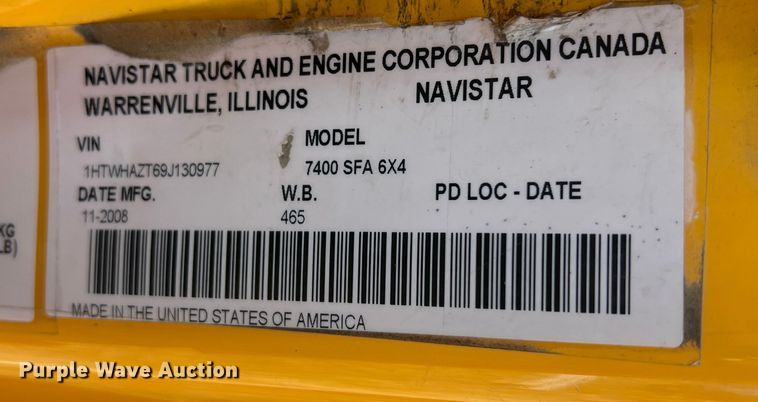 NAVISTAR TRUCK AND ENGINE CORPORATION CANADA
WARRENVILLE, ILLINOIS NAVISTAR
VIN MODEL
1HTWHAZT69J130977 7400 SFA 6X4
DATE MFG. W.B. PD LOC - DATE
11-2008 465
KG
LB)
MADE IN THE UNITED STATES OF AMERICA
Purple Wave Auction